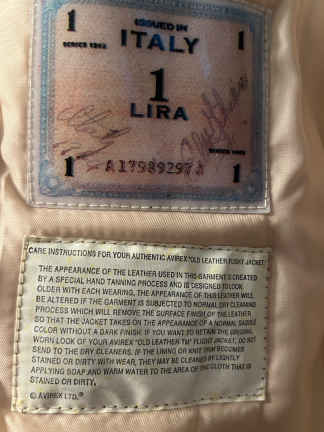 ISSUED IN
1 ITALY 1
SERIES 1943
1
LIRA
A17989297A
SERIES 1943
1 1
CARE INSTRUCTIONS FOR YOUR AUTHENTIC AVIREX "OLD LEATHER FLIGHT JACKET
THE APPEARANCE OF THE LEATHER USED IN THIS GARMENT IS CREATED
BY A SPECIAL HAND TANNING PROCESS AND IS DESIGNED TO LOOK
OLDER WITH EACH WEARING. THE APPEARANCE OF THIS LEATHER WILL
BE ALTERED IF THE GARMENT IS SUBJECTED TO NORMAL DRY CLEANING
PROCESS WHICH WILL REMOVE THE SURFACE FINISH OF THE LEATHER
SO THAT THE JACKET TAKES ON THE APPEARANCE OF A NORMAL SADDLE
COLOR WITHOUT A DARK FINISH. IF YOU WANT TO RETAIN THE ORIGINAL
WORN LOOK OF YOUR AVIREX "OLD LEATHER TM" FLIGHT JACKET, DO NOT
SEND TO THE DRY CLEANERS. IF THE LINING OR KNIT TRIM BECOMES
STAINED OR DIRTY WITH WEAR, THEY MAY BE CLEANED BY LIGHTLY
APPLYING SOAP AND WARM WATER TO THE AREA OF THE CLOTH THAT IS
STAINED OR DIRTY.
© AVIREX LTD.®